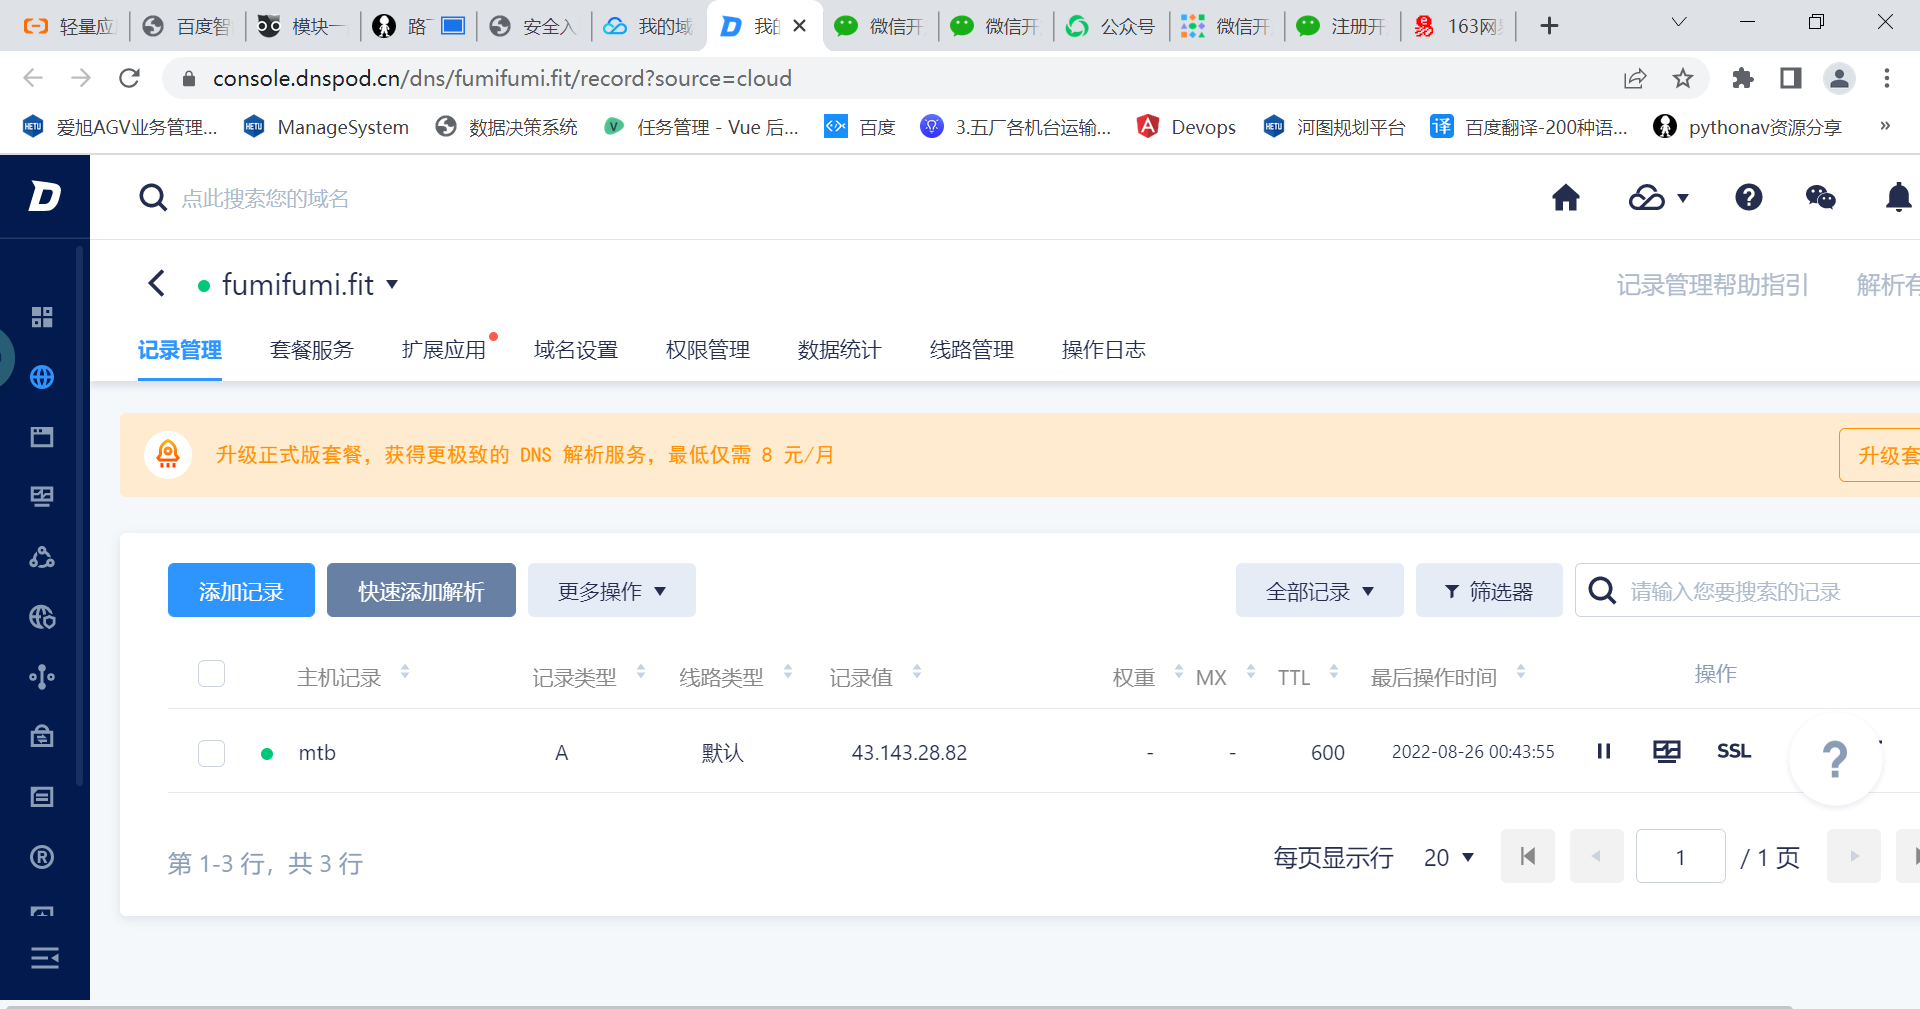 轻量应
百度智
模块一
路
安全入
我的域
我的
微信开
微信开
公众号
微信开
注册开
163网
console.dnspod.cn/dns/fumifumi.fit/record?source=cloud
爱旭AGV业务管理...
ManageSystem
数据决策系统
任务管理 - Vue 后...
百度
3.五厂各机台运输...
Devops
河图规划平台
百度翻译-200种语...
pythonav资源分享
»
点此搜索您的域名
fumifumi.fit
记录管理帮助指引
解析有
记录管理
套餐服务
扩展应用
域名设置
权限管理
数据统计
线路管理
操作日志
升级正式版套餐，获得更极致的 DNS 解析服务，最低仅需 8 元/月
升级套
添加记录
快速添加解析
更多操作
全部记录
筛选器
请输入您要搜索的记录
主机记录
记录类型
线路类型
记录值
权重
MX
TTL
最后操作时间
操作
mtb
A
默认
43.143.28.82
-
-
600
2022-08-26 00:43:55
SSL
第 1-3 行，共 3 行
每页显示行
20
1
/ 1 页